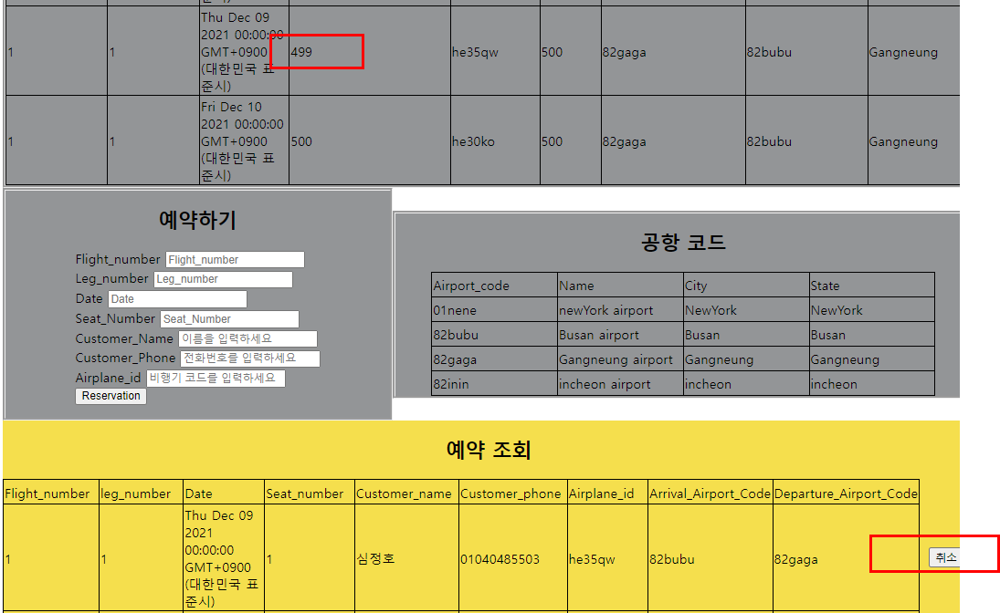 Thu Dec 09
2021 00:00:00
1 1 GMT+0900 499 he35qw 500 82gaga 82bubu Gangneung
(대한민국 표
준시)
Fri Dec 10
2021 00:00:00
1 1 GMT+0900 500 he30ko 500 82gaga 82bubu Gangneung
(대한민국 표
준시)
예약하기
Flight_number Flight_number
Leg_number Leg_number
Date Date
Seat_Number Seat_Number
Customer_Name 이름을 입력하세요
Customer_Phone 전화번호를 입력하세요
Airplane_id 비행기 코드를 입력하세요
Reservation
공항 코드
Airport_code Name City State
01nene newYork airport NewYork NewYork
82bubu Busan airport Busan Busan
82gaga Gangneung airport Gangneung Gangneung
82inin incheon airport incheon incheon
예약 조회
Flight_number leg_number Date Seat_number Customer_name Customer_phone Airplane_id Arrival_Airport_Code Departure_Airport_Code
Thu Dec 09
2021
00:00:00
1 1 GMT+0900 1 심정호 01040485503 he35qw 82bubu 82gaga 취소
(대한민국 표
준시)